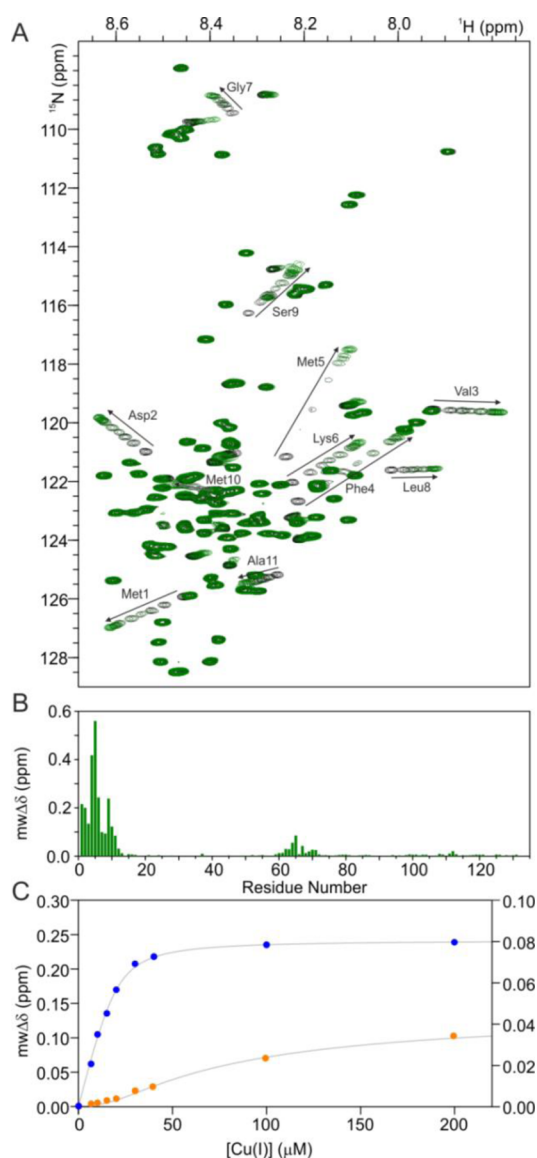 A
8.6 8.4 8.2 8.0 ¹H (ppm)
¹⁵N (ppm)
110
112
114
116
118
120
122
124
126
128
Gly7
Ser9
Met5
Val3
Asp2
Lys6
Met10
Phe4
Leu8
Ala11
Met1
B
mwΔδ (ppm)
0.6
0.4
0.2
0.0
0 20 40 60 80 100 120
Residue Number
C
mwΔδ (ppm)
0.30 0.10
0.25
0.08
0.20
0.06
0.15
0.04
0.10
0.05
0.02
0.00 0.00
0 50 100 150 200
[Cu(I)] (μM)